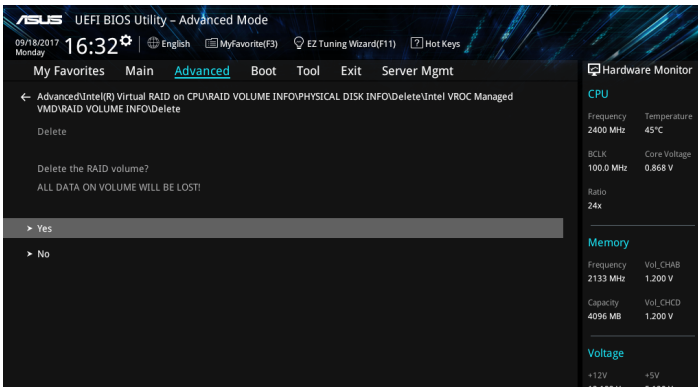 ASUS UEFI BIOS Utility – Advanced Mode
09/18/2017
Monday
16:32
English
MyFavorite(F3)
EZ Tuning Wizard(F11)
? Hot Keys
My Favorites Main Advanced Boot Tool Exit Server Mgmt
← Advanced\Intel(R) Virtual RAID on CPU\RAID VOLUME INFO\PHYSICAL DISK INFO\Delete\Intel VROC Managed
VMD\RAID VOLUME INFO\Delete
Delete
Delete the RAID volume?
ALL DATA ON VOLUME WILL BE LOST!
➤ Yes
➤ No
Hardware Monitor
CPU
Frequency Temperature
2400 MHz 45°C
BCLK Core Voltage
100.0 MHz 0.868 V
Ratio
24x
Memory
Frequency Vol_CHAB
2133 MHz 1.200 V
Capacity Vol_CHCD
4096 MB 1.200 V
Voltage
+12V +5V